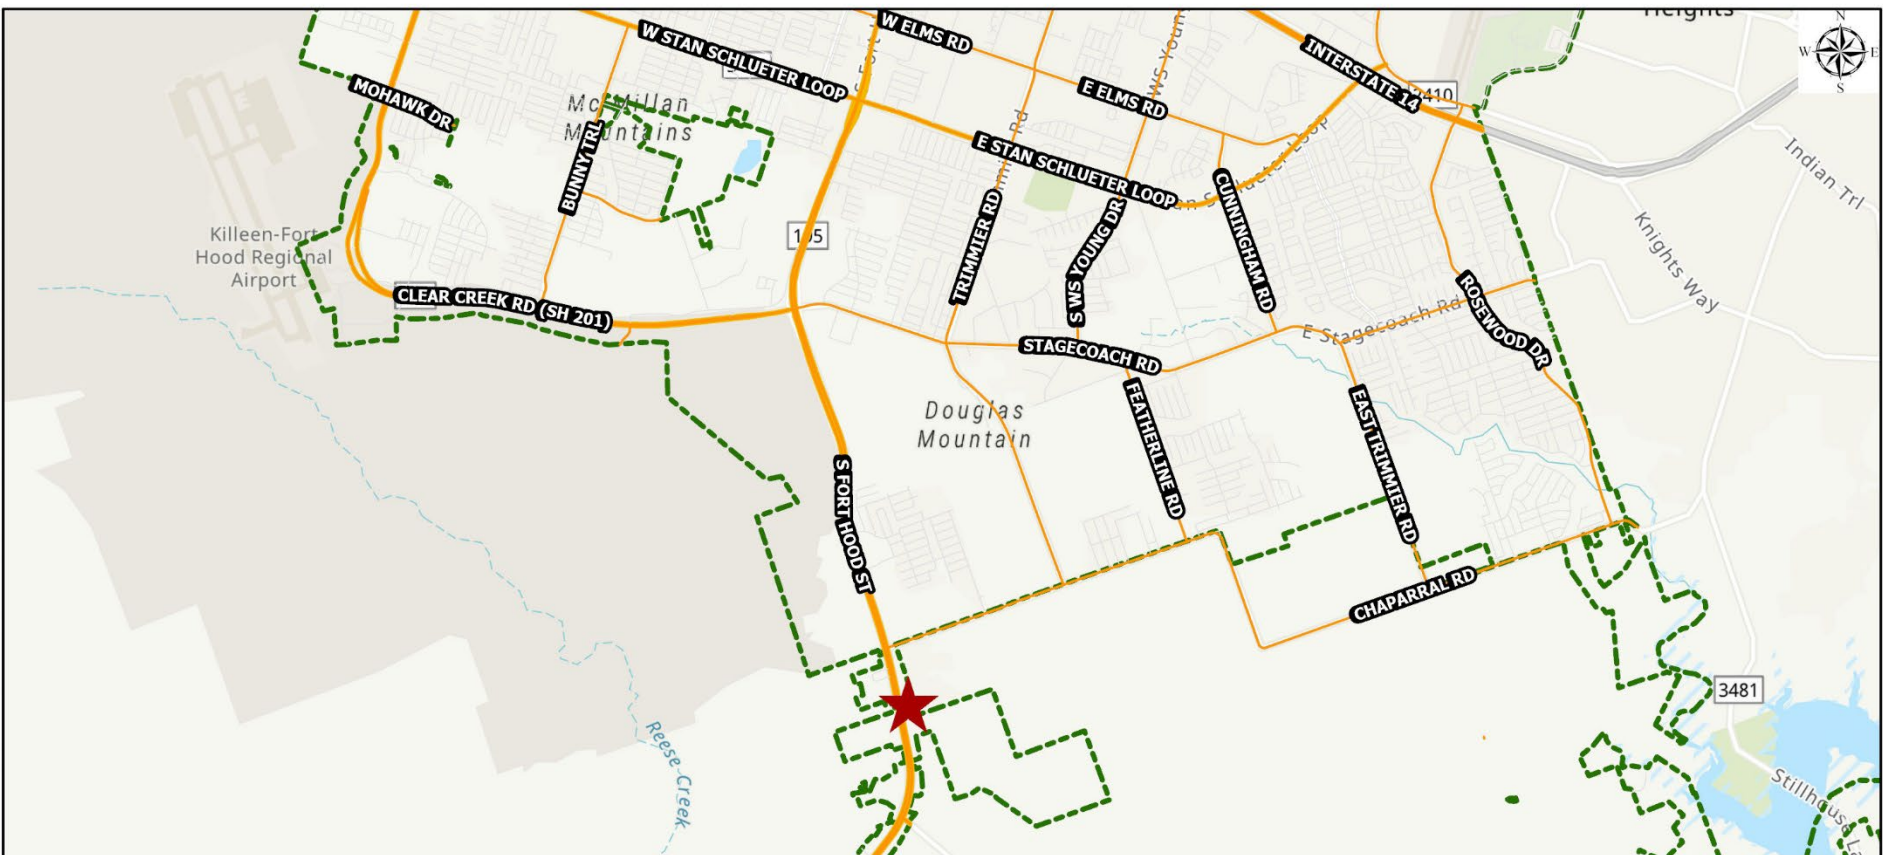 Heights
N
W
E
S
W ELMS RD
W STAN SCHLUETER LOOP
INTERSTATE 14
MOHAWK DR
McMillan
Mountains
E ELMS RD
Indian Trl
BUNNY TRL
E STAN SCHLUETER LOOP
Knights Way
Killeen-Fort
Hood Regional
Airport
195
TRIMMIER RD
S WS YOUNG DR
CUNNINGHAM RD
CLEAR CREEK RD (SH 201)
STAGECOACH RD
E Stagecoach Rd
ROSEWOOD DR
Douglas
Mountain
FEATHERLINE RD
EAST TRIMMIER RD
S FORT HOOD ST
CHAPARRAL RD
3481
Reese Creek